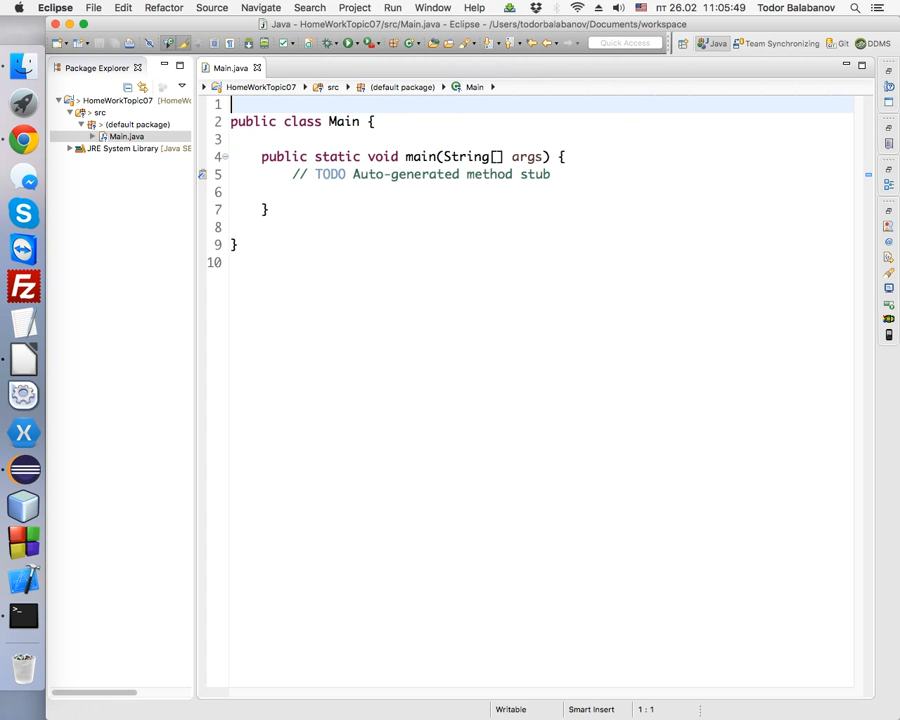 Eclipse File Edit Refactor Source Navigate Search Project Run Window Help пт 26.02 11:05:49 Todor Balabanov
Java - HomeWorkTopic07/src/Main.java - Eclipse - /Users/todorbalabanov/Documents/workspace
Quick Access Java Team Synchronizing Git DDMS
Package Explorer
> HomeWorkTopic07 [HomeWo
> src
> (default package)
Main.java
JRE System Library [Java SE
Main.java
HomeWorkTopic07 src (default package) Main
1
2 public class Main {
3
4 public static void main(String[] args) {
5 // TODO Auto-generated method stub
6
7 }
8
9 }
10
Writable Smart Insert 1 : 1